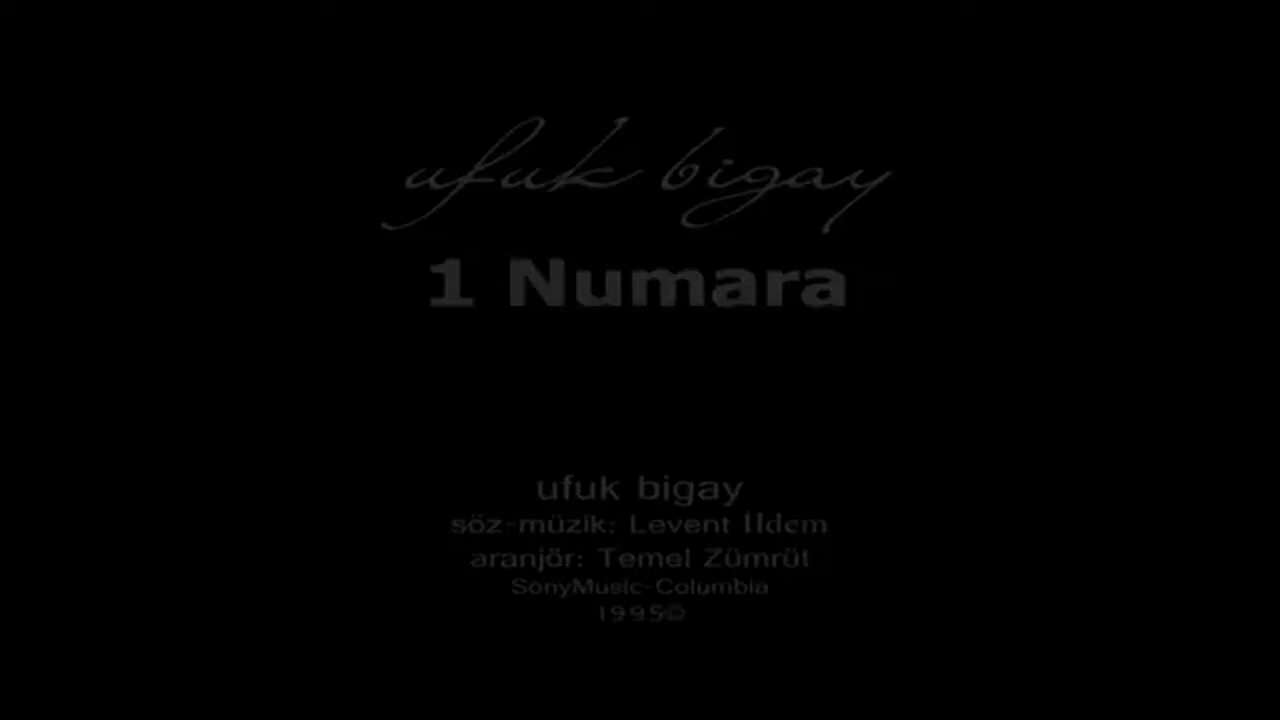 ufuk bigay
1 Numara
ufuk bigay
söz-müzik: Levent İldem
aranjör: Temel Zümrüt
SonyMusic-Columbia
1995©